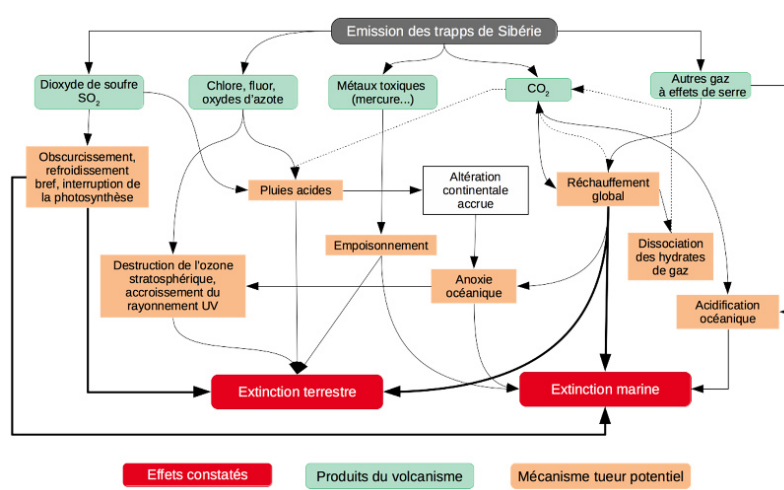 Emission des trapps de Sibérie
Dioxyde de soufre
SO2
Chlore, fluor,
oxydes d'azote
Métaux toxiques
(mercure...)
CO2
Autres gaz
à effets de serre
Obscurcissement,
refroidissement
bref, interruption de
la photosynthèse
Pluies acides
Altération
continentale
accrue
Réchauffement
global
Empoisonnement
Dissociation
des hydrates
de gaz
Destruction de l'ozone
stratosphérique,
accroissement du
rayonnement UV
Anoxie
océanique
Acidification
océanique
Extinction terrestre
Extinction marine
Effets constatés
Produits du volcanisme
Mécanisme tueur potentiel